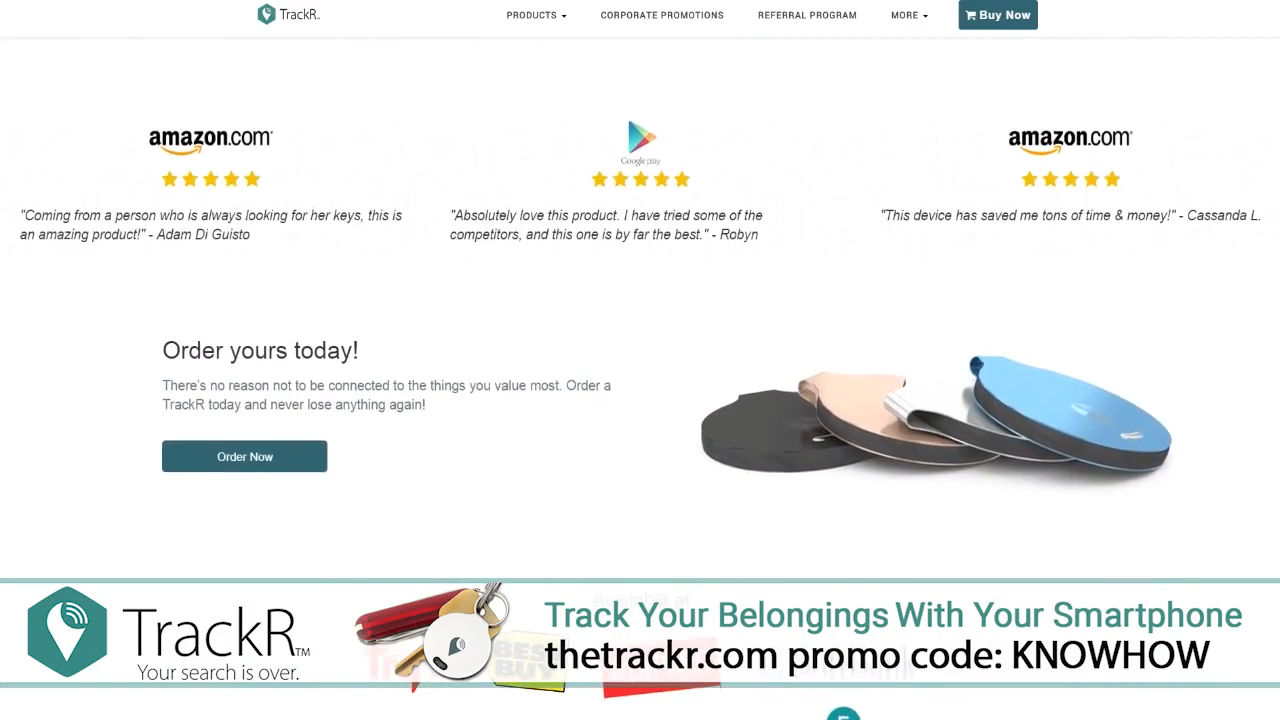 TrackR.
PRODUCTS
CORPORATE PROMOTIONS
REFERRAL PROGRAM
MORE
Buy Now
amazon.com
"Coming from a person who is always looking for her keys, this is
an amazing product!" - Adam Di Guisto
Google play
"Absolutely love this product. I have tried some of the
competitors, and this one is by far the best." - Robyn
amazon.com
"This device has saved me tons of time & money!" - Cassanda L.
Order yours today!
There's no reason not to be connected to the things you value most. Order a
TrackR today and never lose anything again!
Order Now
TrackR™
Your search is over.
Available at
BEST
BUY
Track Your Belongings With Your Smartphone
thetrackr.com promo code: KNOWHOW